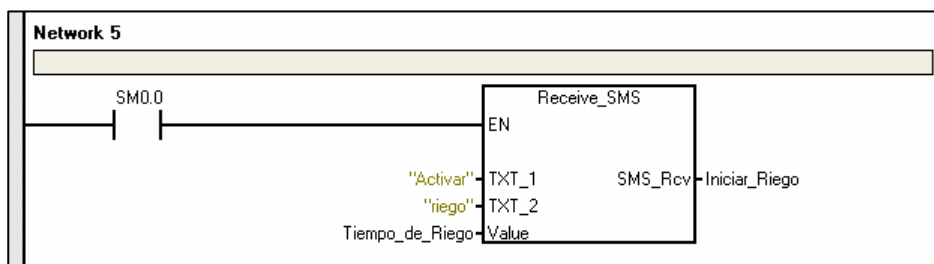 Network 5
SM0.0
Receive_SMS
EN
"Activar" TXT_1 SMS_Rcv Iniciar_Riego
"riego" TXT_2
Tiempo_de_Riego Value